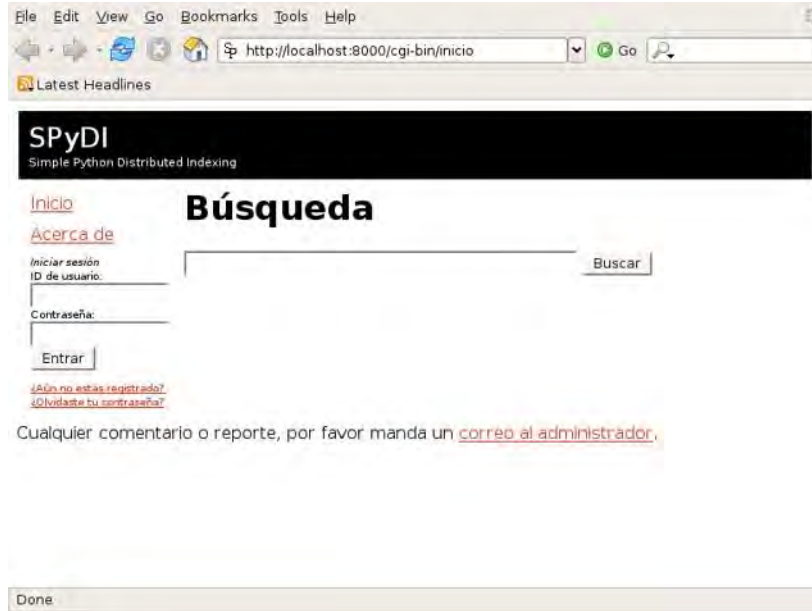 File Edit View Go Bookmarks Tools Help
http://localhost:8000/cgi-bin/inicio Go
Latest Headlines
SPyDI
Simple Python Distributed Indexing
Inicio
Acerca de
Búsqueda
Buscar
Iniciar sesión
ID de usuario:
Contraseña:
Entrar
¿Aún no estas registrado?
¿Olvidaste tu contraseña?
Cualquier comentario o reporte, por favor manda un correo al administrador.
Done